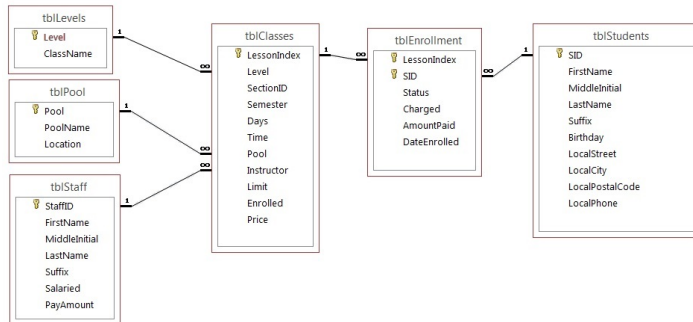 tblLevels
Level
ClassName
1
∞
tblPool
Pool
PoolName
Location
1
∞
tblStaff
StaffID
FirstName
MiddleInitial
LastName
Suffix
Salaried
PayAmount
1
∞
tblClasses
LessonIndex
Level
SectionID
Semester
Days
Time
Pool
Instructor
Limit
Enrolled
Price
1
∞
tblEnrollment
LessonIndex
SID
Status
Charged
AmountPaid
DateEnrolled
∞
1
tblStudents
SID
FirstName
MiddleInitial
LastName
Suffix
Birthday
LocalStreet
LocalCity
LocalPostalCode
LocalPhone